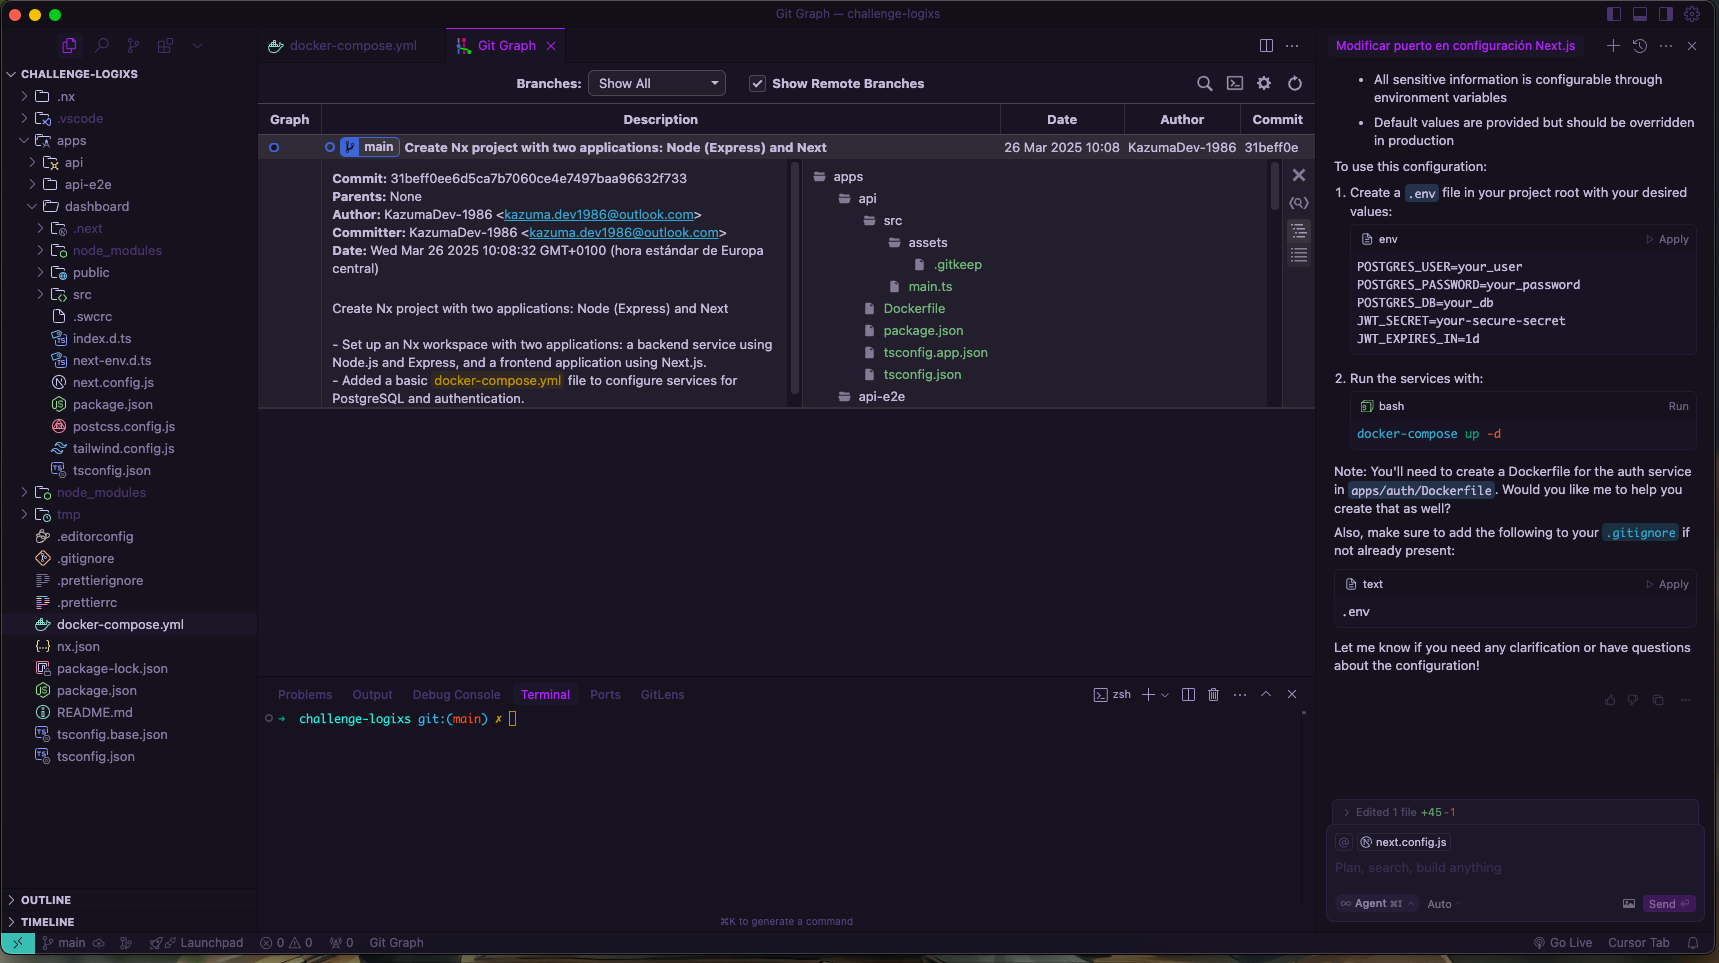 Git Graph — challenge-logixs
docker-compose.yml
Git Graph
Modificar puerto en configuración Next.js
CHALLENGE-LOGIXS
.nx
.vscode
apps
api
api-e2e
dashboard
.next
node_modules
public
src
.swcrc
index.d.ts
next-env.d.ts
next.config.js
package.json
postcss.config.js
tailwind.config.js
tsconfig.json
node_modules
tmp
.editorconfig
.gitignore
.prettierignore
.prettierrc
docker-compose.yml
nx.json
package-lock.json
package.json
README.md
tsconfig.base.json
tsconfig.json
OUTLINE
TIMELINE
Branches: Show All Show Remote Branches
Graph Description Date Author Commit
main Create Nx project with two applications: Node (Express) and Next 26 Mar 2025 10:08 KazumaDev-1986 31beff0e
Commit: 31beff0ee6d5ca7b7060ce4e7497baa96632f733
Parents: None
Author: KazumaDev-1986 <kazuma.dev1986@outlook.com>
Committer: KazumaDev-1986 <kazuma.dev1986@outlook.com>
Date: Wed Mar 26 2025 10:08:32 GMT+0100 (hora estándar de Europa
central)
Create Nx project with two applications: Node (Express) and Next
- Set up an Nx workspace with two applications: a backend service using
Node.js and Express, and a frontend application using Next.js.
- Added a basic docker-compose.yml file to configure services for
PostgreSQL and authentication.
apps
api
src
assets
.gitkeep
main.ts
Dockerfile
package.json
tsconfig.app.json
tsconfig.json
api-e2e
Problems Output Debug Console Terminal Ports GitLens
zsh
challenge-logixs git:(main) ✗
⌘K to generate a command
• All sensitive information is configurable through
environment variables
• Default values are provided but should be overridden
in production
To use this configuration:
1. Create a .env file in your project root with your desired
values:
env Apply
POSTGRES_USER=your_user
POSTGRES_PASSWORD=your_password
POSTGRES_DB=your_db
JWT_SECRET=your-secure-secret
JWT_EXPIRES_IN=1d
2. Run the services with:
bash Run
docker-compose up -d
Note: You'll need to create a Dockerfile for the auth service
in apps/auth/Dockerfile. Would you like me to help you
create that as well?
Also, make sure to add the following to your .gitignore if
not already present:
text Apply
.env
Let me know if you need any clarification or have questions
about the configuration!
Edited 1 file +45 -1
@ next.config.js
Plan, search, build anything
∞ Agent ⌘I Auto Send
main Launchpad 0 0 0 Git Graph Go Live Cursor Tab